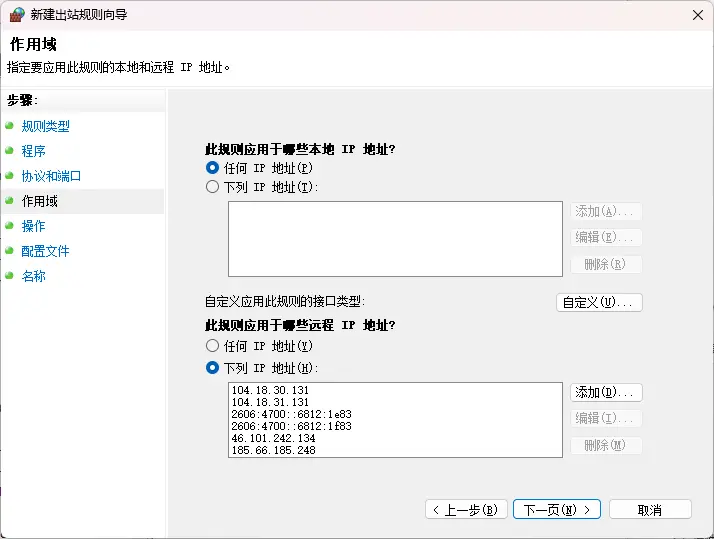 新建出站规则向导
作用域
指定要应用此规则的本地和远程 IP 地址。
步骤:
规则类型
程序
协议和端口
作用域
操作
配置文件
名称
此规则应用于哪些本地 IP 地址?
任何 IP 地址(P)
下列 IP 地址(T):
添加(A)...
编辑(E)...
删除(R)
自定义应用此规则的接口类型:
自定义(U)...
此规则应用于哪些远程 IP 地址?
任何 IP 地址(Y)
下列 IP 地址(H):
104.18.30.131
104.18.31.131
2606:4700::6812:1e83
2606:4700::6812:1f83
46.101.242.134
185.66.185.248
添加(D)...
编辑(I)...
删除(M)
< 上一步(B)
下一页(N) >
取消